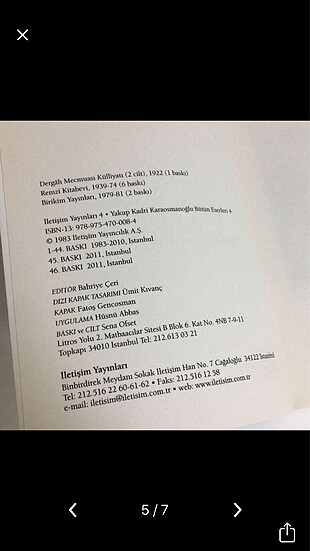 Dergâh Mecmuası Külliyatı (2 cilt), 1922 (1 baskı)
Remzi Kitabevi, 1939-74 (6 baskı)
Birikim Yayınları, 1979-81 (2 baskı)
İletişim Yayınları 4 • Yakup Kadri Karaosmanoğlu Bütün Eserleri 4
ISBN-13: 978-975-470-008-4
© 1983 İletişim Yayıncılık A.Ş.
1-44. BASKI 1983-2010, İstanbul
45. BASKI 2011, İstanbul
46. BASKI 2011, İstanbul
EDİTÖR Bahriye Çeri
DİZİ KAPAK TASARIMI Ümit Kıvanç
KAPAK Fatoş Gencosman
UYGULAMA Hüsnü Abbas
BASKI ve CİLT Sena Ofset
Litros Yolu 2. Matbaacılar Sitesi B Blok 6. Kat No. 4NB 7-9-11
Topkapı 34010 İstanbul Tel: 212.613 03 21
İletişim Yayınları
Binbirdirek Meydanı Sokak İletişim Han No. 7 Cağaloğlu 34122 İstanbul
Tel: 212.516 22 60-61-62 • Faks: 212.516 12 58
e-mail: iletisim@iletisim.com.tr • web: www.iletisim.com.tr
5 / 7